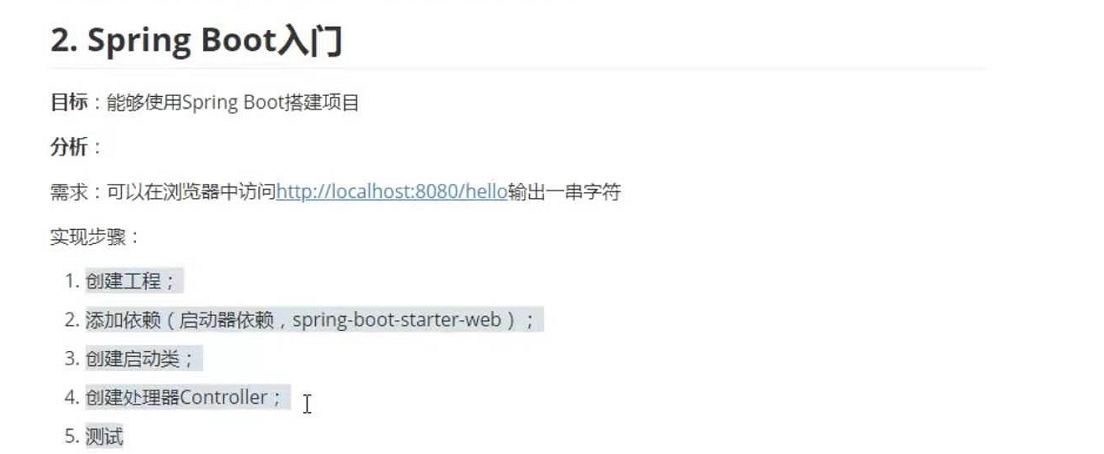 2. Spring Boot入门
目标：能够使用Spring Boot搭建项目
分析：
需求：可以在浏览器中访问http://localhost:8080/hello输出一串字符
实现步骤：
1. 创建工程；
2. 添加依赖（启动器依赖，spring-boot-starter-web）；
3. 创建启动类；
4. 创建处理器Controller；
5. 测试